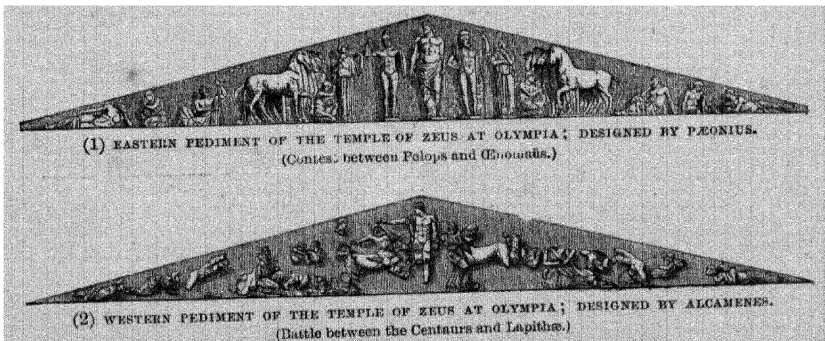 (1) EASTERN PEDIMENT OF THE TEMPLE OF ZEUS AT OLYMPIA; DESIGNED BY PÆONIUS.
(Contest between Pelops and Œnomaüs.)
(2) WESTERN PEDIMENT OF THE TEMPLE OF ZEUS AT OLYMPIA; DESIGNED BY ALCAMENES.
(Battle between the Centaurs and Lapithæ.)